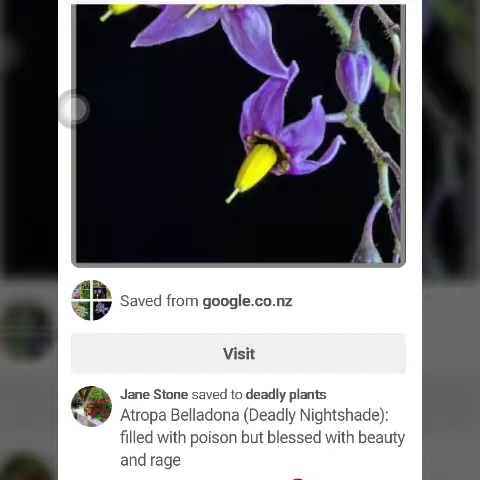 Saved from google.co.nz
Visit
Jane Stone saved to deadly plants
Atropa Belladona (Deadly Nightshade):
filled with poison but blessed with beauty
and rage